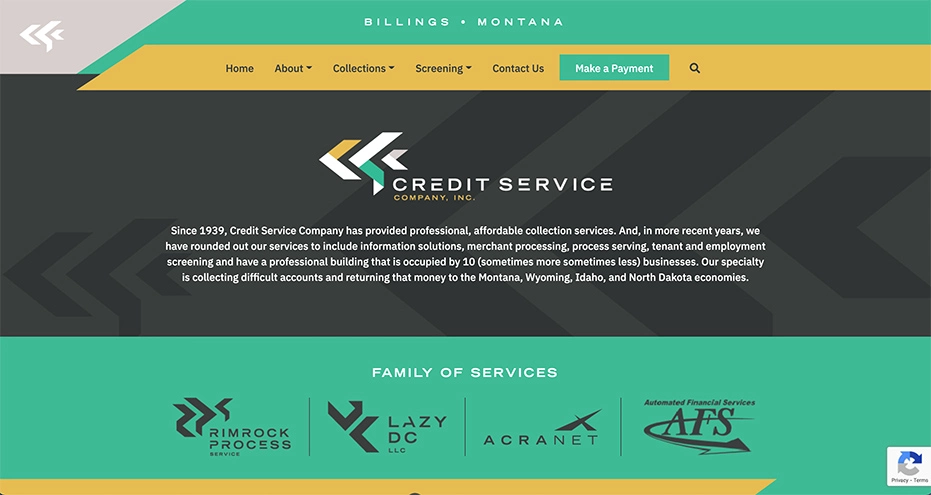 BILLINGS • MONTANA
Home About Collections Screening Contact Us Make a Payment
CREDIT SERVICE
COMPANY, INC.
Since 1939, Credit Service Company has provided professional, affordable collection services. And, in more recent years, we
have rounded out our services to include information solutions, merchant processing, process serving, tenant and employment
screening and have a professional building that is occupied by 10 (sometimes more sometimes less) businesses. Our specialty
is collecting difficult accounts and returning that money to the Montana, Wyoming, Idaho, and North Dakota economies.
FAMILY OF SERVICES
RIMROCK
PROCESS
SERVICE
LAZY
DC
LLC
ACRANET
Automated Financial Services
AFS
Privacy - Terms